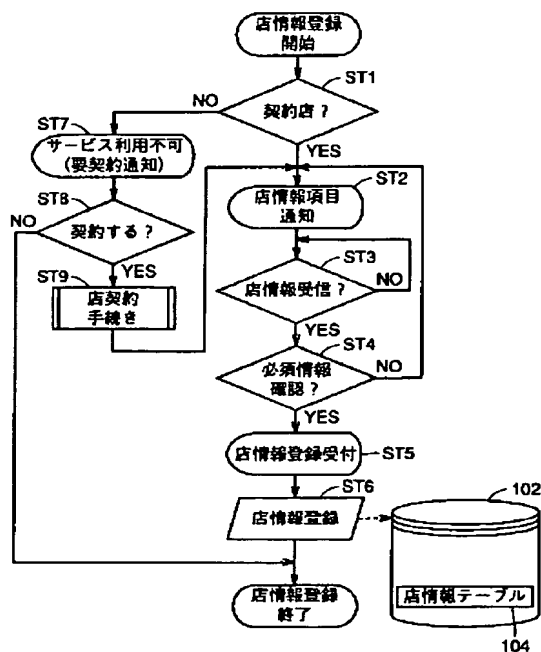 店情報登録
開始
ST1
契約店？
NO
YES
ST7
サービス利用不可
(要契約通知)
ST2
店情報項目
通知
ST8
契約する？
NO
YES
ST3
店情報受信？
NO
YES
ST9
店契約
手続き
ST4
必須情報
確認？
NO
YES
店情報登録受付
ST5
ST6
店情報登録
102
店情報テーブル
104
店情報登録
終了